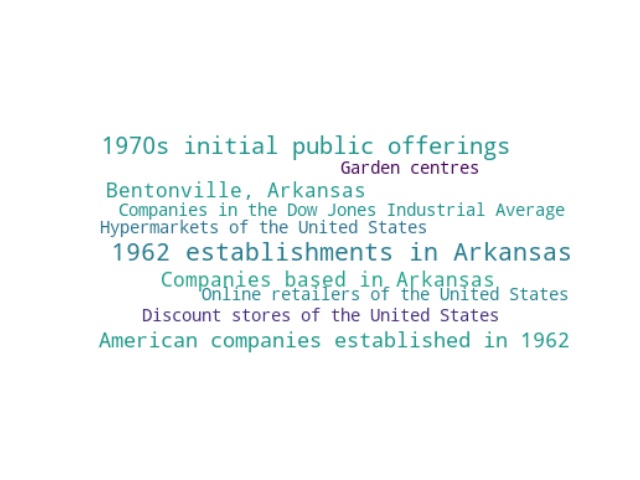 1970s initial public offerings
Garden centres
Bentonville, Arkansas
Companies in the Dow Jones Industrial Average
Hypermarkets of the United States
1962 establishments in Arkansas
Companies based in Arkansas
Online retailers of the United States
Discount stores of the United States
American companies established in 1962